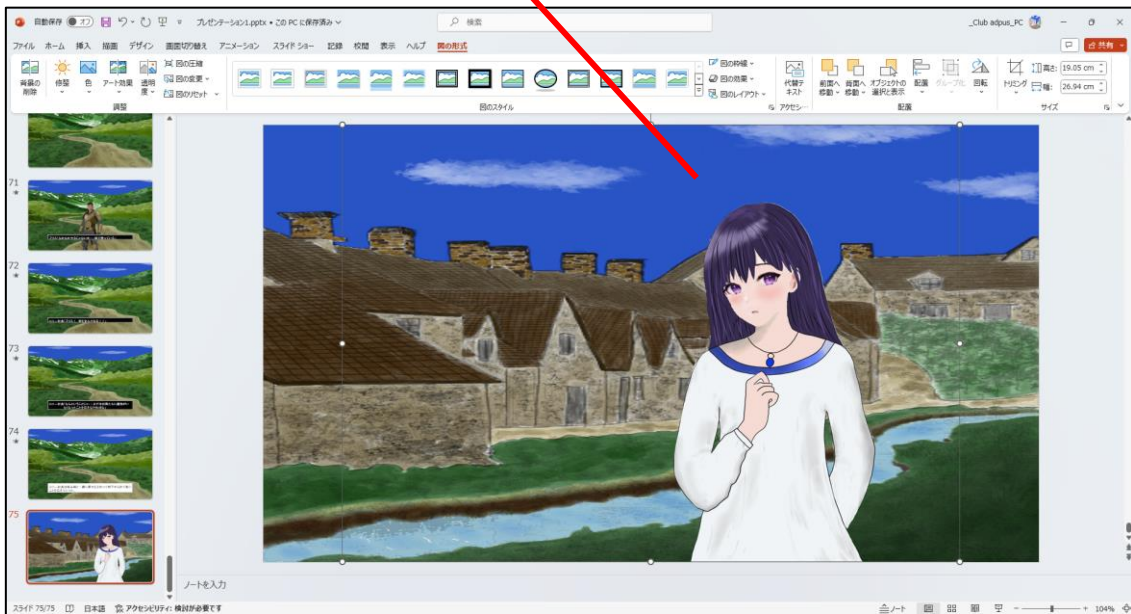 自動保存 オフ プレゼンテーション1.pptx • この PC に保存済み 検索 _Club adpus_PC
ファイル ホーム 挿入 描画 デザイン 画面切り替え アニメーション スライド ショー 記録 校閲 表示 ヘルプ 図の形式 共有
背景の削除 修整 色 アート効果 透明度 図の圧縮 図の変更 図のリセット 図の枠線 図の効果 図のレイアウト 代替テキスト 前面へ移動 背面へ移動 オブジェクトの選択と表示 配置 グループ化 回転 トリミング 高さ: 19.05 cm 幅: 26.94 cm
調整 図のスタイル アクセシ… 配置 サイズ
71
72
73
74
75
ノートを入力
スライド 75/75 日本語 アクセシビリティ: 検討が必要です ノート 104%